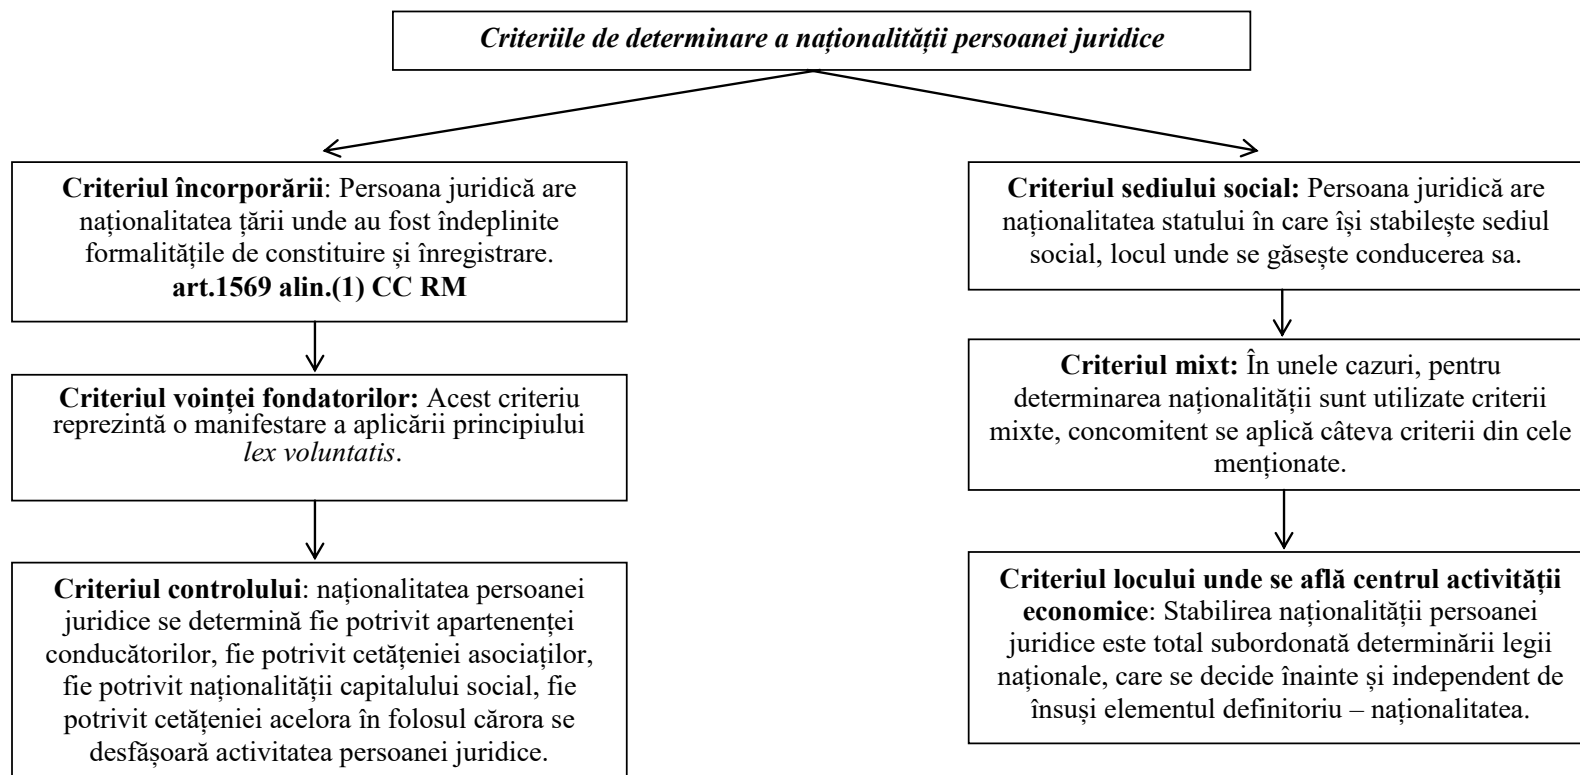 Criteriile de determinare a naționalității persoanei juridice
Criteriul încorporării: Persoana juridică are
naționalitatea țării unde au fost îndeplinite
formalitățile de constituire și înregistrare.
art.1569 alin.(1) CC RM
Criteriul voinței fondatorilor: Acest criteriu
reprezintă o manifestare a aplicării principiului
lex voluntatis.
Criteriul controlului: naționalitatea persoanei
juridice se determină fie potrivit apartenenței
conducătorilor, fie potrivit cetățeniei asociaților,
fie potrivit naționalității capitalului social, fie
potrivit cetățeniei acelora în folosul cărora se
desfășoară activitatea persoanei juridice.
Criteriul sediului social: Persoana juridică are
naționalitatea statului în care își stabilește sediul
social, locul unde se găsește conducerea sa.
Criteriul mixt: În unele cazuri, pentru
determinarea naționalității sunt utilizate criterii
mixte, concomitent se aplică câteva criterii din cele
menționate.
Criteriul locului unde se află centrul activității
economice: Stabilirea naționalității persoanei
juridice este total subordonată determinării legii
naționale, care se decide înainte și independent de
însuși elementul definitoriu – naționalitatea.